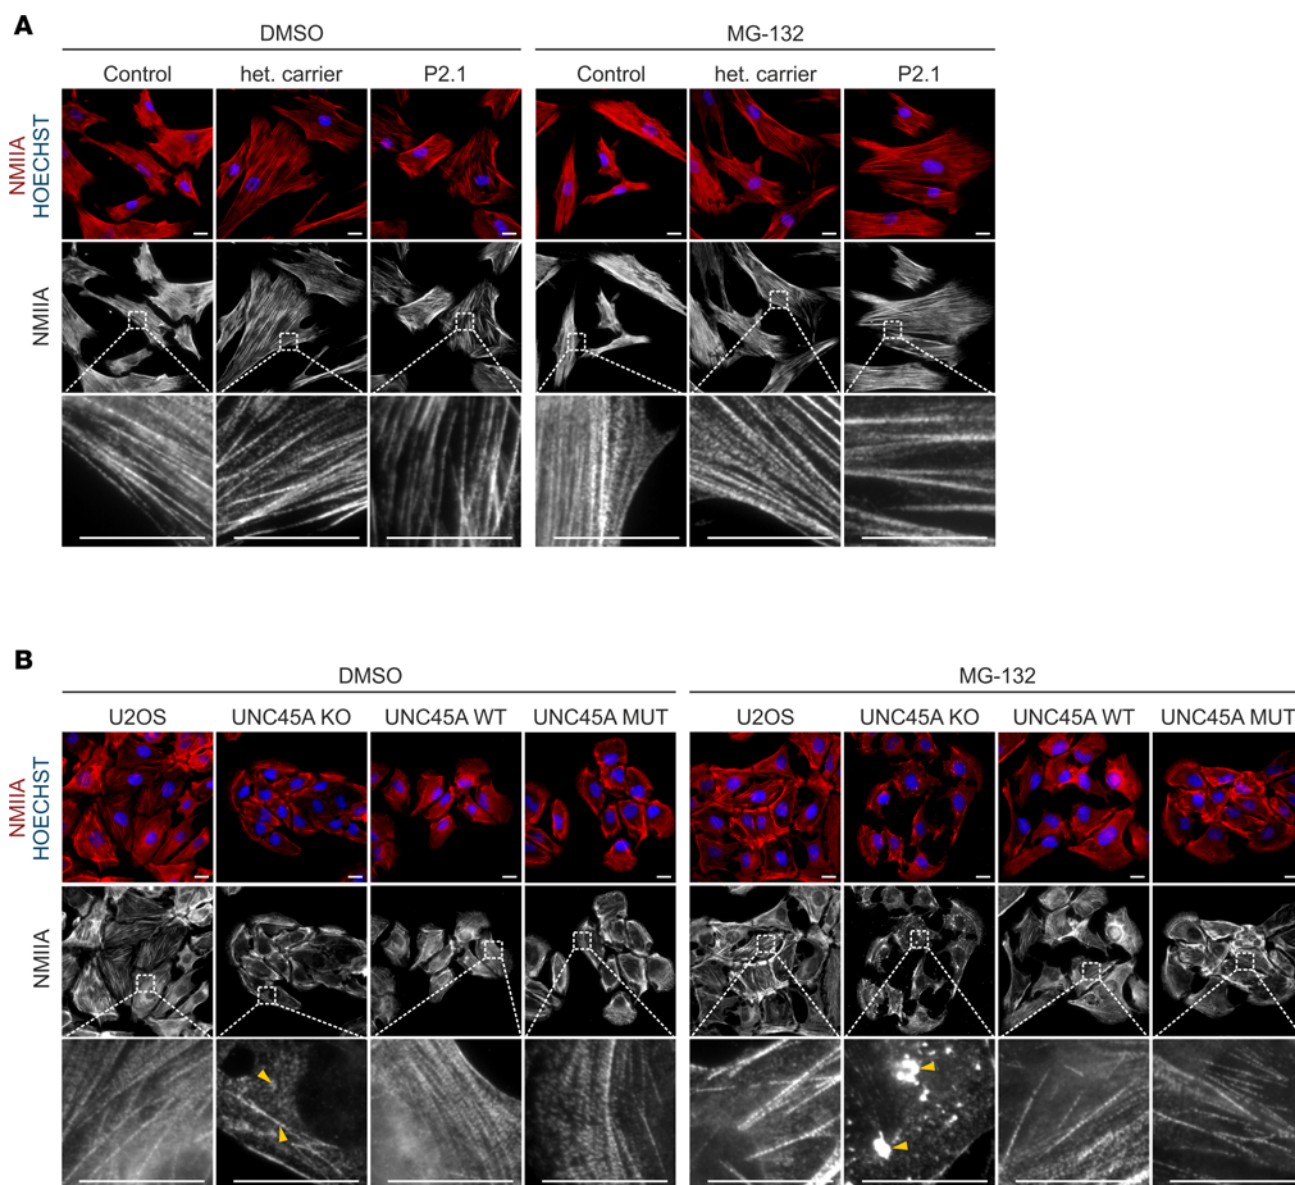 A
DMSO MG-132
Control het. carrier P2.1 Control het. carrier P2.1
NMIIA
HOECHST
NMIIA
B
DMSO MG-132
U2OS UNC45A KO UNC45A WT UNC45A MUT U2OS UNC45A KO UNC45A WT UNC45A MUT
NMIIA
HOECHST
NMIIA